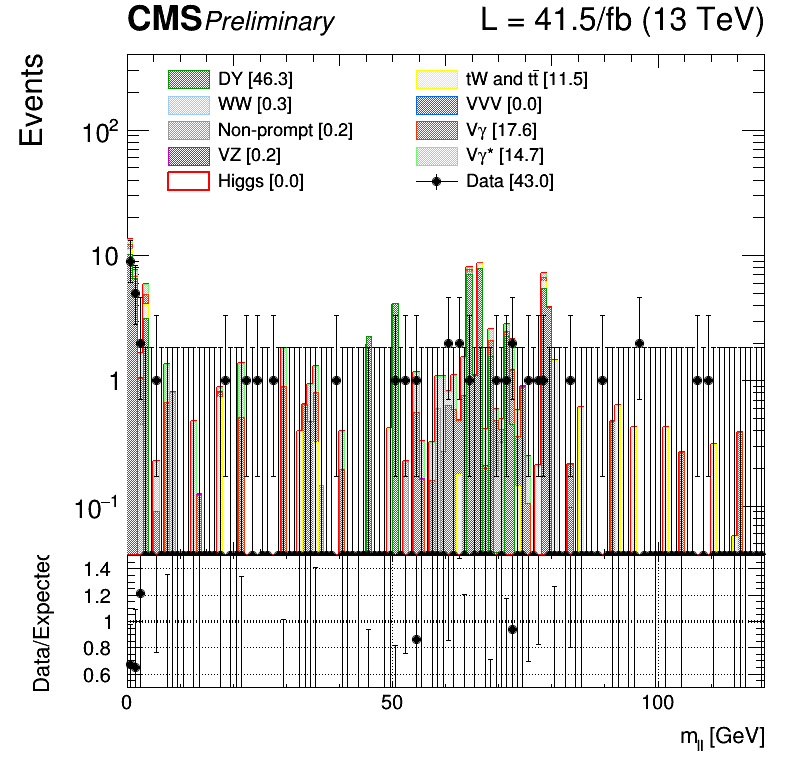 CMS Preliminary L = 41.5/fb (13 TeV)
Events
DY [46.3] tW and tt̄ [11.5]
WW [0.3] VVV [0.0]
Non-prompt [0.2] Vγ [17.6]
VZ [0.2] Vγ* [14.7]
Higgs [0.0] Data [43.0]
10²
10
1
10⁻¹
Data/Expected
1.4
1.2
1
0.8
0.6
0 50 100
m_ll [GeV]